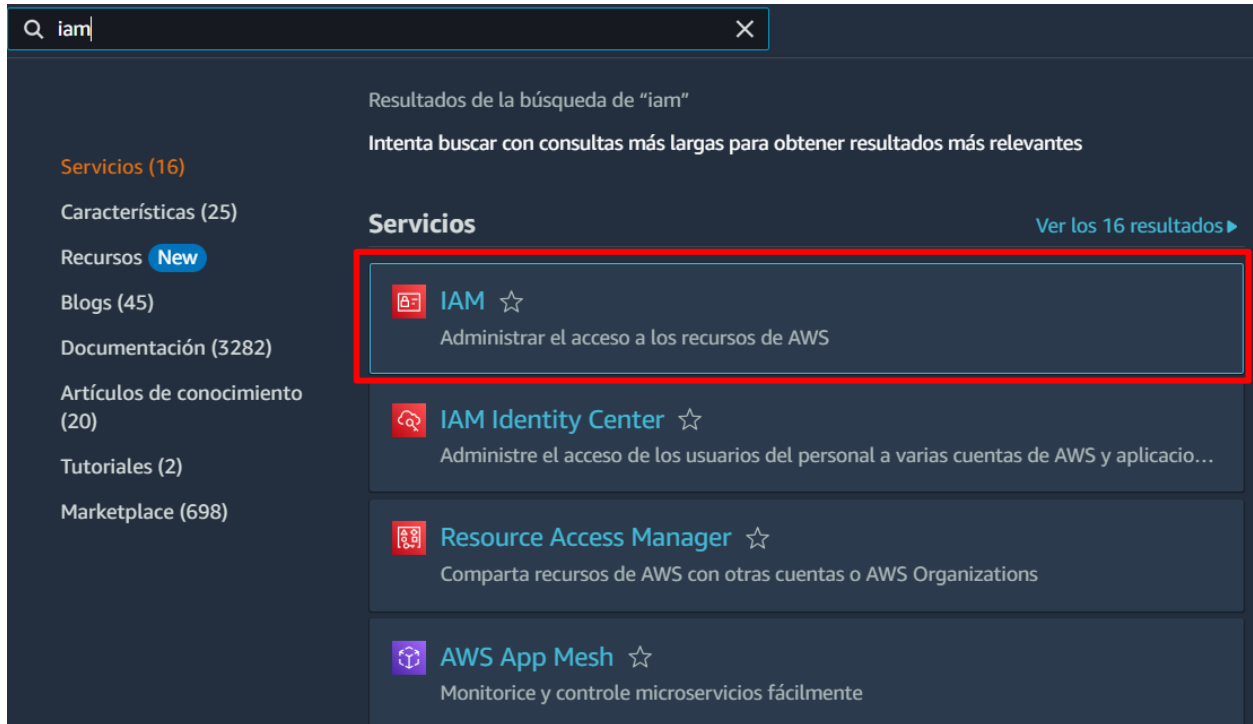 iam
Resultados de la búsqueda de “iam”
Intenta buscar con consultas más largas para obtener resultados más relevantes
Servicios (16)
Características (25)
Recursos New
Blogs (45)
Documentación (3282)
Artículos de conocimiento
(20)
Tutoriales (2)
Marketplace (698)
Servicios
Ver los 16 resultados
IAM
Administrar el acceso a los recursos de AWS
IAM Identity Center
Administre el acceso de los usuarios del personal a varias cuentas de AWS y aplicacio...
Resource Access Manager
Comparta recursos de AWS con otras cuentas o AWS Organizations
AWS App Mesh
Monitorice y controle microservicios fácilmente